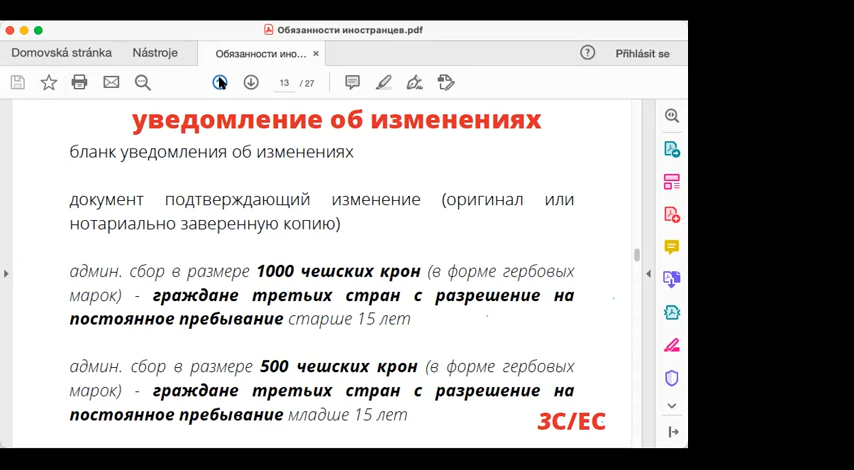 Обязанности иностранцев.pdf
Domovská stránka
Nástroje
Обязанности ино...
×
?
Přihlásit se
13 / 27
уведомление об изменениях
бланк уведомления об изменениях
документ подтверждающий изменение (оригинал или
нотариально заверенную копию)
админ. сбор в размере 1000 чешских крон (в форме гербовых
марок) - граждане третьих стран с разрешение на
постоянное пребывание старше 15 лет
админ. сбор в размере 500 чешских крон (в форме гербовых
марок) - граждане третьих стран с разрешение на
постоянное пребывание младше 15 лет
ЗС/ЕС